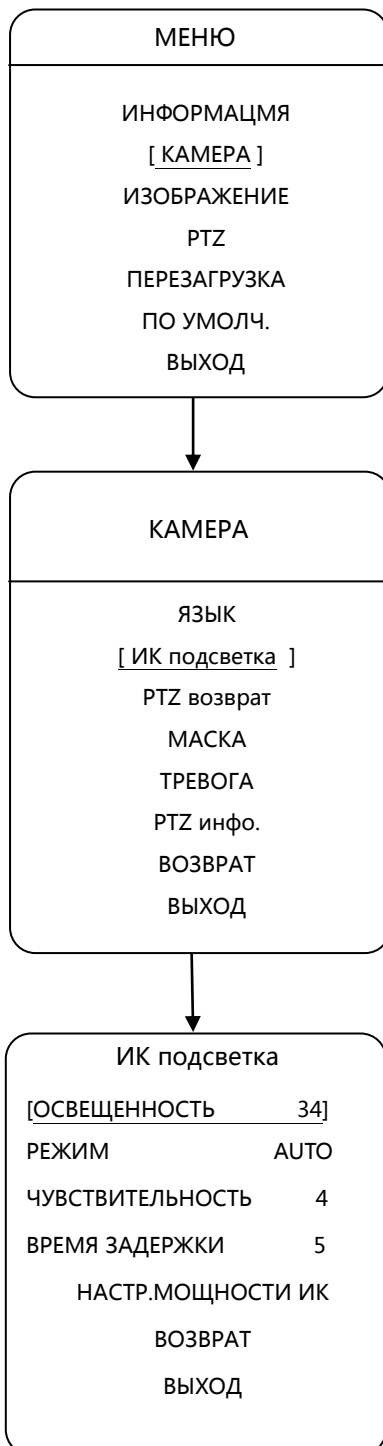 МЕНЮ
ИНФОРМАЦМЯ
[ КАМЕРА ]
ИЗОБРАЖЕНИЕ
PTZ
ПЕРЕЗАГРУЗКА
ПО УМОЛЧ.
ВЫХОД
КАМЕРА
ЯЗЫК
[ ИК подсветка ]
PTZ возврат
МАСКА
ТРЕВОГА
PTZ инфо.
ВОЗВРАТ
ВЫХОД
ИК подсветка
[ОСВЕЩЕННОСТЬ 34]
РЕЖИМ AUTO
ЧУВСТВИТЕЛЬНОСТЬ 4
ВРЕМЯ ЗАДЕРЖКИ 5
НАСТР.МОЩНОСТИ ИК
ВОЗВРАТ
ВЫХОД